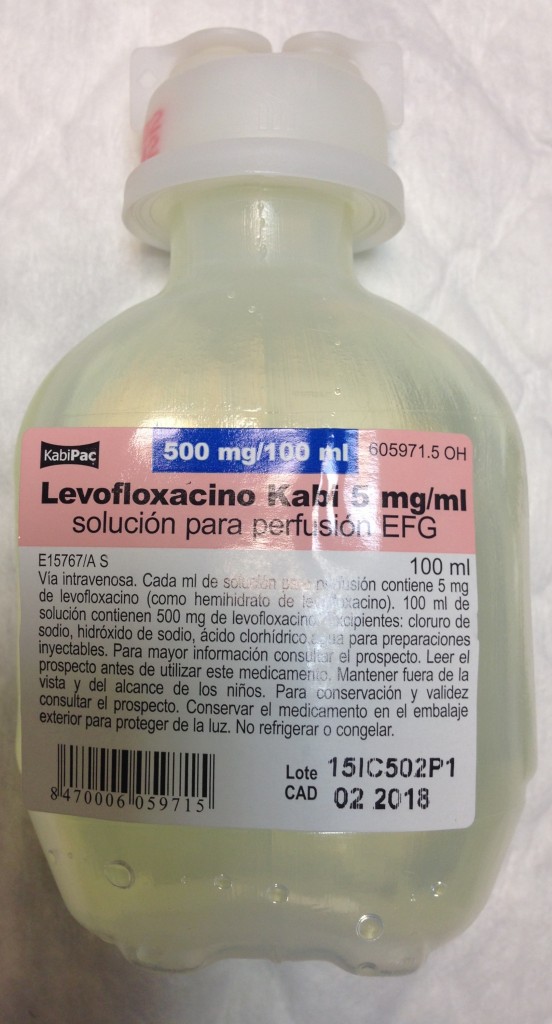 KabiPac
500 mg/100 ml
605971.5 OH
Levofloxacino Kabi 5 mg/ml
solución para perfusión EFG
E15767/A S
100 ml
Vía intravenosa. Cada ml de solución para perfusión contiene 5 mg
de levofloxacino (como hemihidrato de levofloxacino). 100 ml de
solución contienen 500 mg de levofloxacino. Excipientes: cloruro de
sodio, hidróxido de sodio, ácido clorhídrico, agua para preparaciones
inyectables. Para mayor información consultar el prospecto. Leer el
prospecto antes de utilizar este medicamento. Mantener fuera de la
vista y del alcance de los niños. Para conservación y validez
consultar el prospecto. Conservar el medicamento en el embalaje
exterior para proteger de la luz. No refrigerar o congelar.
8 470006 059715
Lote 15IC502P1
CAD 02 2018